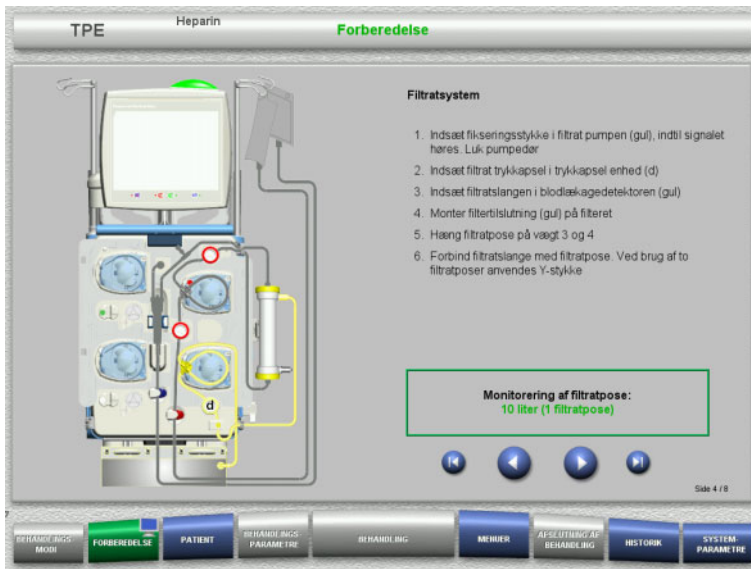 TPE
Heparin
Forberedelse
Filtratsystem
1. Indsæt fikseringsstykke i filtrat pumpen (gul), indtil signalet
høres. Luk pumpedør
2. Indsæt filtrat trykkapsel i trykkapsel enhed (d)
3. Indsæt filtratslangen i blodlækagedetektoren (gul)
4. Monter filtertilslutning (gul) på filteret
5. Hæng filtratpose på vægt 3 og 4
6. Forbind filtratslange med filtratpose. Ved brug af to
filtratposer anvendes Y-stykke
d
Monitorering af filtratpose:
10 liter (1 filtratpose)
Side 4 / 8
BEHANDLINGS-
MODI
FORBEREDELSE
PATIENT
BEHANDLINGS-
PARAMETRE
BEHANDLING
MENUER
AFSLUTNING AF
BEHANDLING
HISTORIK
SYSTEM-
PARAMETRE